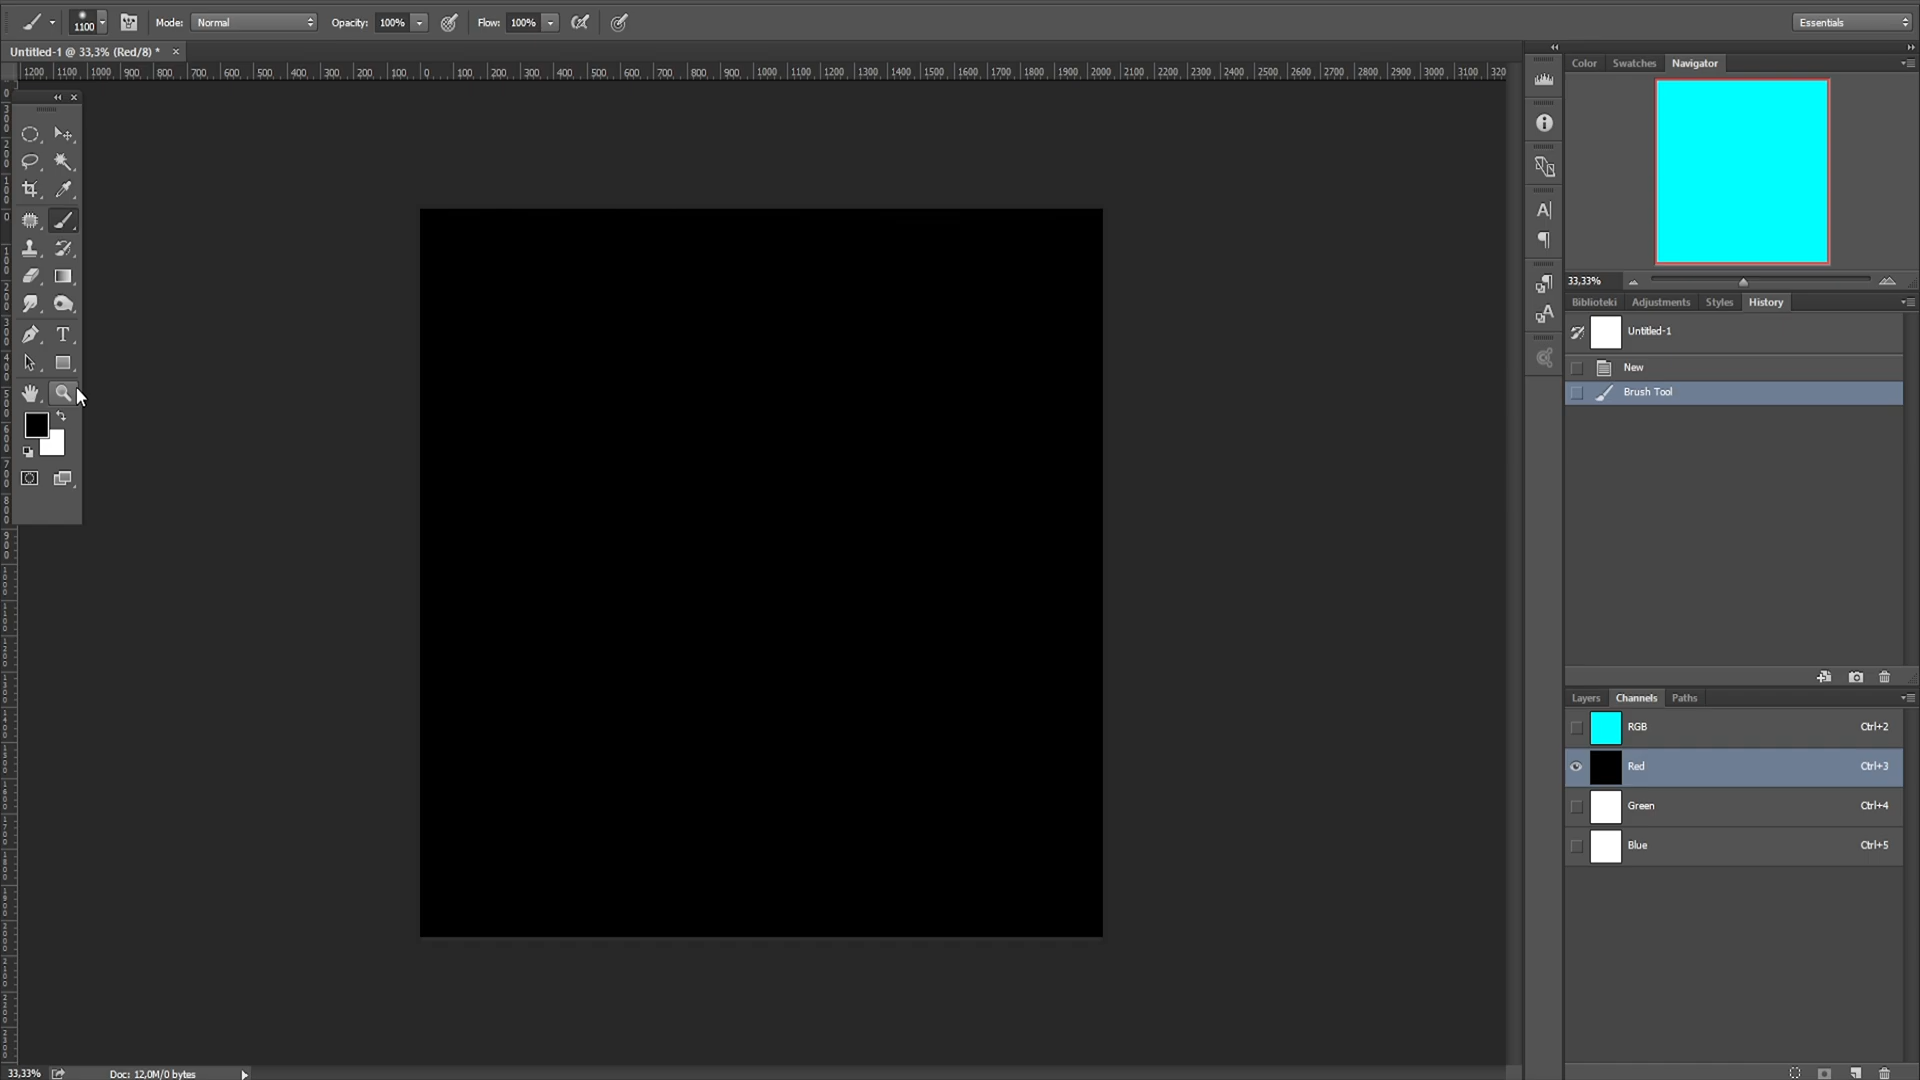 1100 Mode: Normal Opacity: 100% Flow: 100% Essentials
Untitled-1 @ 33,3% (Red/8) * ×
1200 1100 1000 900 800 700 600 500 400 300 200 100 0 100 200 300 400 500 600 700 800 900 1000 1100 1200 1300 1400 1500 1600 1700 1800 1900 2000 2100 2200 2300 2400 2500 2600 2700 2800 2900 3000 3100 320
Color Swatches Navigator
33,33%
Biblioteki Adjustments Styles History
Untitled-1
New
Brush Tool
Layers Channels Paths
RGB Ctrl+2
Red Ctrl+3
Green Ctrl+4
Blue Ctrl+5
33,33% Doc: 12,0M/0 bytes